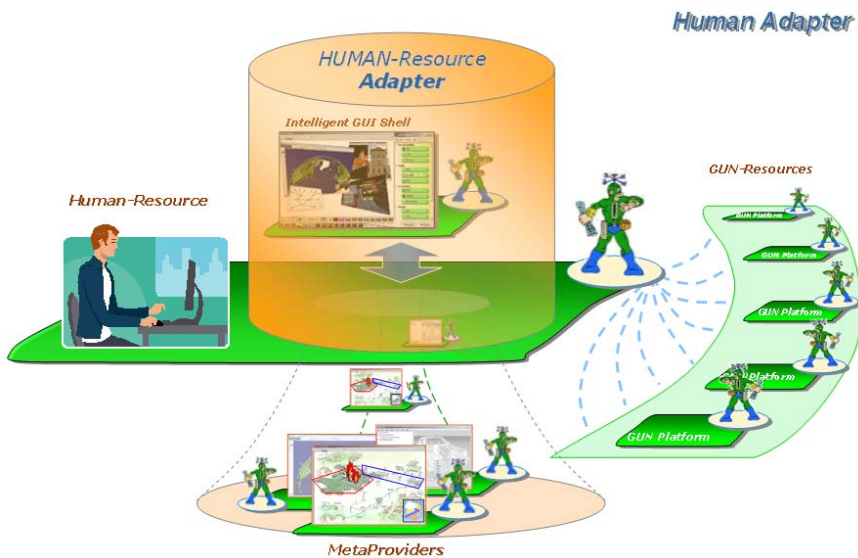 Human Adapter
HUMAN-Resource
Adapter
Intelligent GUI Shell
Human-Resource
GUN-Resources
GUN Platform
GUN Platform
GUN Platform
GUN Platform
GUN Platform
MetaProviders